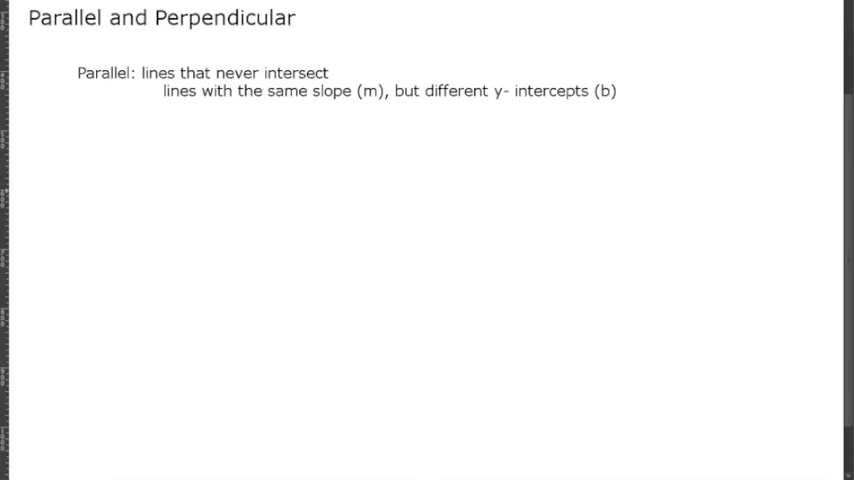 Parallel and Perpendicular
Parallel: lines that never intersect
lines with the same slope (m), but different y- intercepts (b)